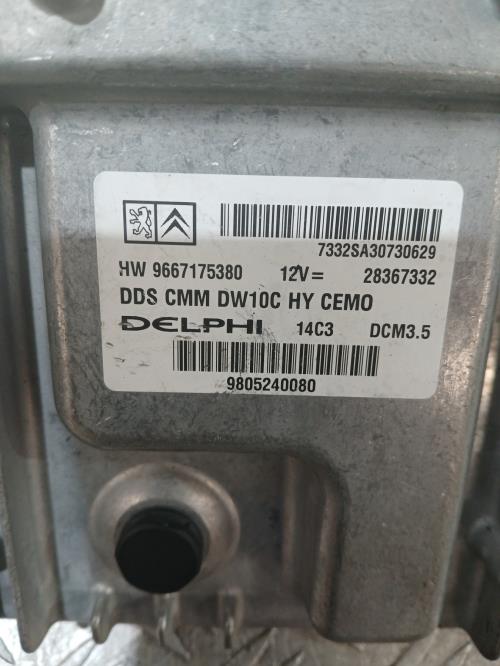 7332SA30730629
HW 9667175380 12V= 28367332
DDS CMM DW10C HY CEMO
DELPHI 14C3 DCM3.5
9805240080